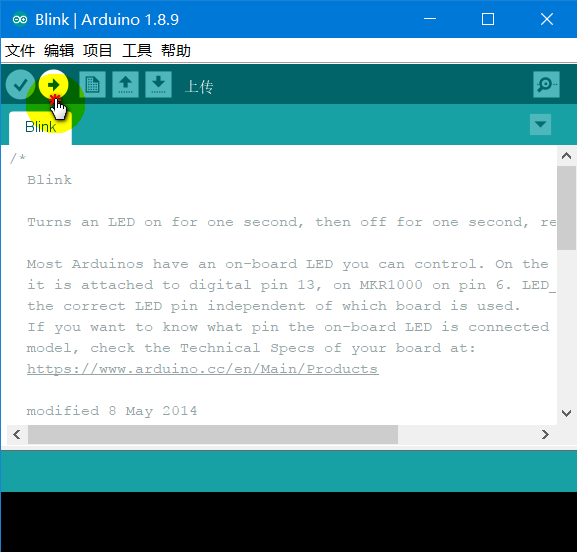 Blink | Arduino 1.8.9
文件 编辑 项目 工具 帮助
上传
Blink
/*
Blink
Turns an LED on for one second, then off for one second, re
Most Arduinos have an on-board LED you can control. On the
it is attached to digital pin 13, on MKR1000 on pin 6. LED_
the correct LED pin independent of which board is used.
If you want to know what pin the on-board LED is connected
model, check the Technical Specs of your board at:
https://www.arduino.cc/en/Main/Products
modified 8 May 2014